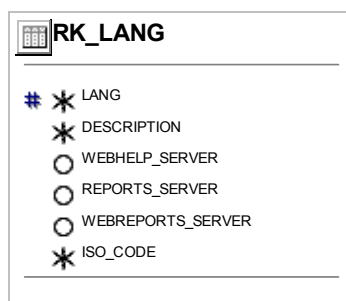 RK_LANG
# * LANG
* DESCRIPTION
○ WEBHELP_SERVER
○ REPORTS_SERVER
○ WEBREPORTS_SERVER
* ISO_CODE